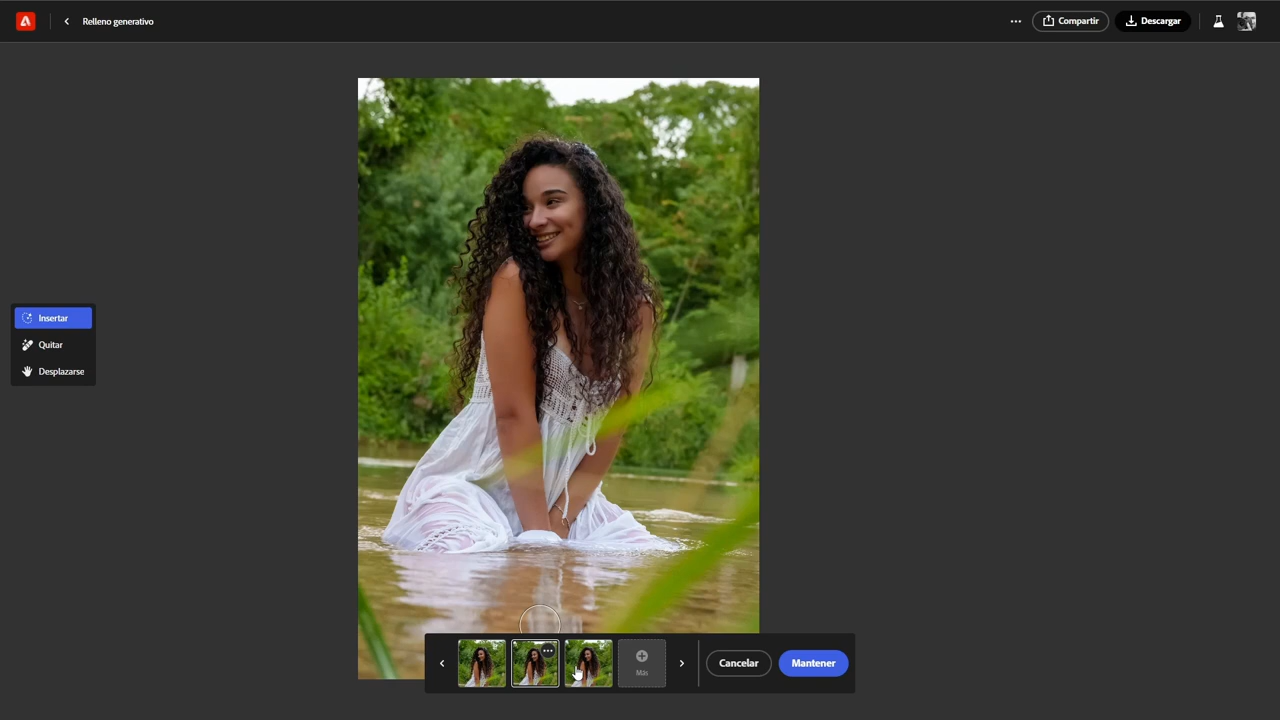 Relleno generativo
Compartir
Descargar
Insertar
Quitar
Desplazarse
Más
Cancelar
Mantener